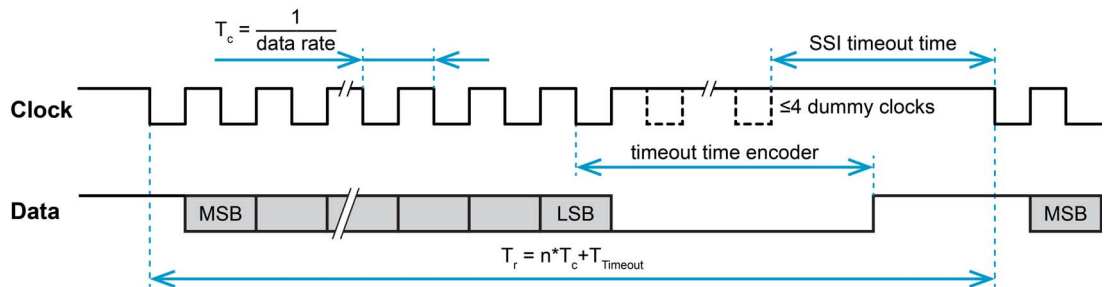 T_c = 1 / data rate
SSI timeout time
Clock
≤4 dummy clocks
timeout time encoder
Data
MSB
LSB
MSB
T_r = n*T_c+T_Timeout